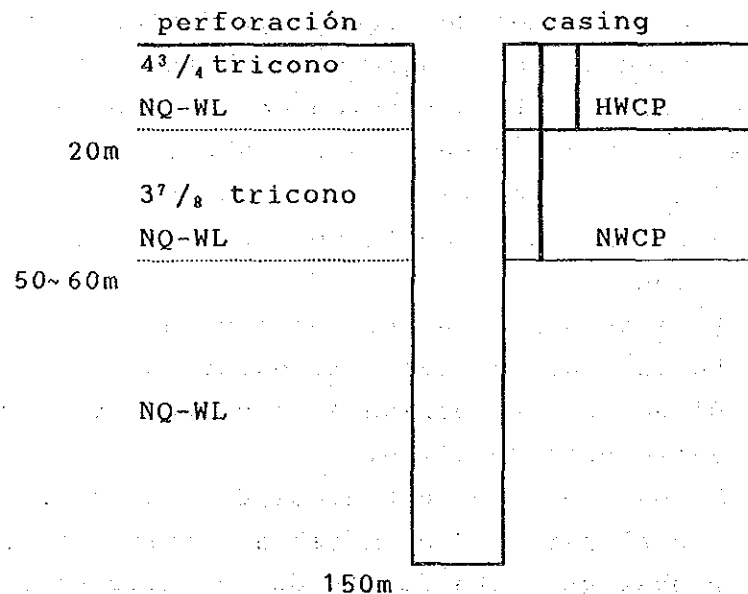 perforación casing
4³/₄ tricono
NQ-WL HWCP
20m
3⁷/₈ tricono
NQ-WL NWCP
50~60m
NQ-WL
150m